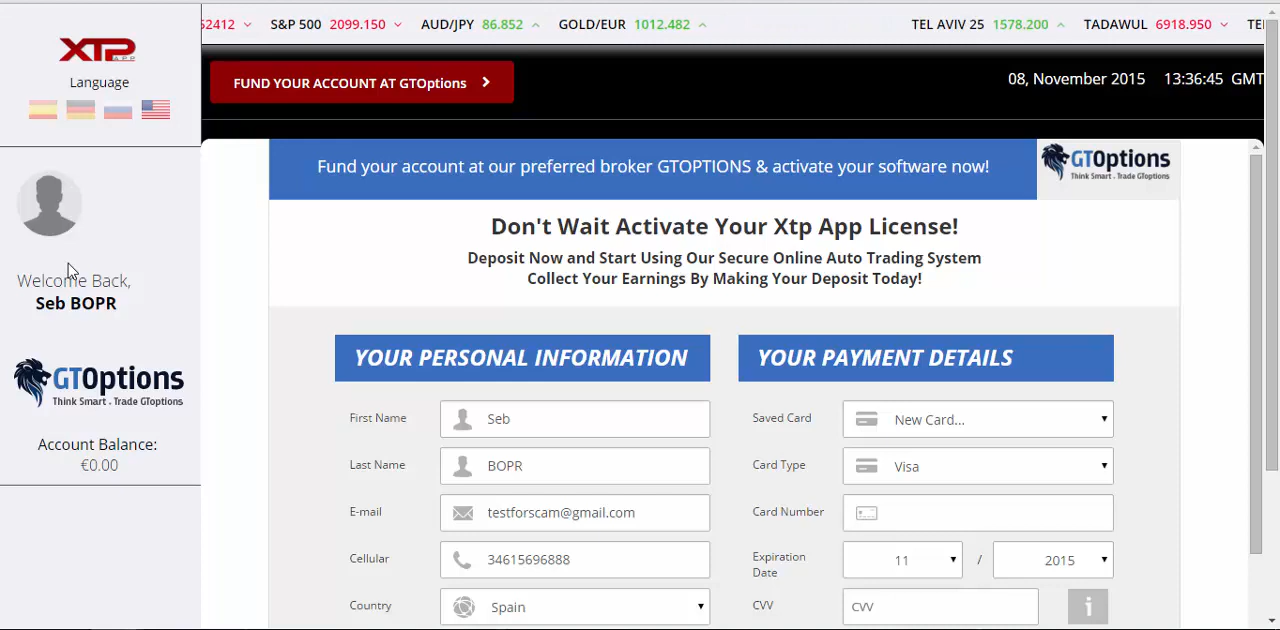 52412 S&P 500 2099.150 AUD/JPY 86.852 GOLD/EUR 1012.482 TEL AVIV 25 1578.200 TADAWUL 6918.950
XTP
APP
Language
FUND YOUR ACCOUNT AT GTOptions
08, November 2015 13:36:45 GMT
Fund your account at our preferred broker GTOPTIONS & activate your software now!
GTOptions
Think Smart . Trade GToptions
Don't Wait Activate Your Xtp App License!
Deposit Now and Start Using Our Secure Online Auto Trading System
Collect Your Earnings By Making Your Deposit Today!
Welcome Back,
Seb BOPR
GTOptions
Think Smart . Trade GToptions
Account Balance:
€0.00
YOUR PERSONAL INFORMATION
First Name Seb
Last Name BOPR
E-mail testforscam@gmail.com
Cellular 34615696888
Country Spain
YOUR PAYMENT DETAILS
Saved Card New Card...
Card Type Visa
Card Number
Expiration
Date
11 / 2015
CVV CVV i